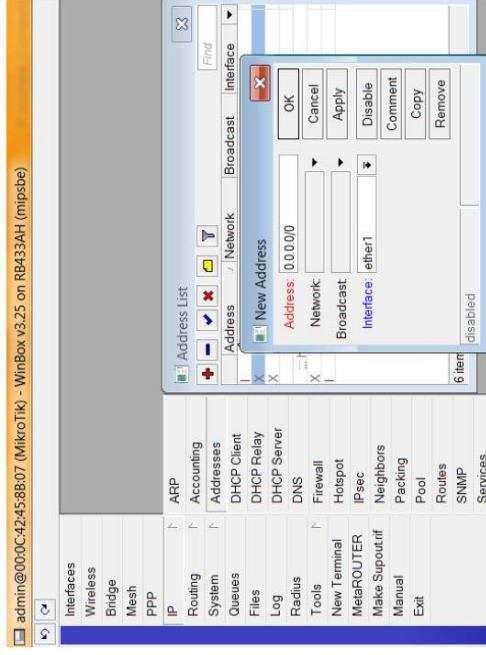 admin@00:0C:42:45:8B:07 (MikroTik) - WinBox v3.25 on RB433AH (mipsbe)
Interfaces
Wireless
Bridge
Mesh
PPP
IP
Routing
System
Queues
Files
Log
Radius
Tools
New Terminal
MetaROUTER
Make Supout.rif
Manual
Exit
ARP
Accounting
Addresses
DHCP Client
DHCP Relay
DHCP Server
DNS
Firewall
Hotspot
IPsec
Neighbors
Packing
Pool
Routes
SNMP
Services
Address List
Find
Address / Network Broadcast Interface
X
X
X
6 item
New Address
Address: 0.0.0.0/0
Network:
Broadcast:
Interface: ether1
OK
Cancel
Apply
Disable
Comment
Copy
Remove
disabled